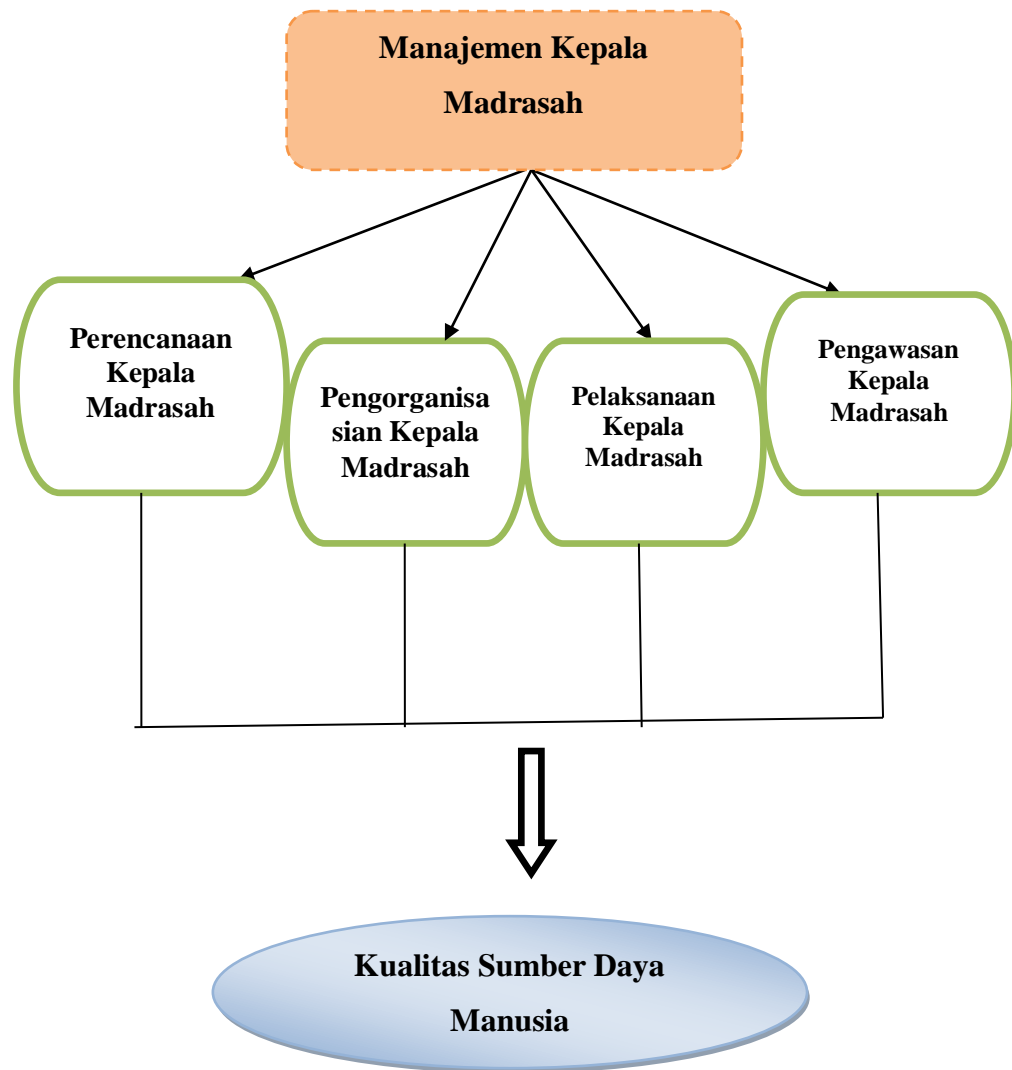 Manajemen Kepala
Madrasah
Perencanaan
Kepala
Madrasah
Pengorganisa
sian Kepala
Madrasah
Pelaksanaan
Kepala
Madrasah
Pengawasan
Kepala
Madrasah
Kualitas Sumber Daya
Manusia